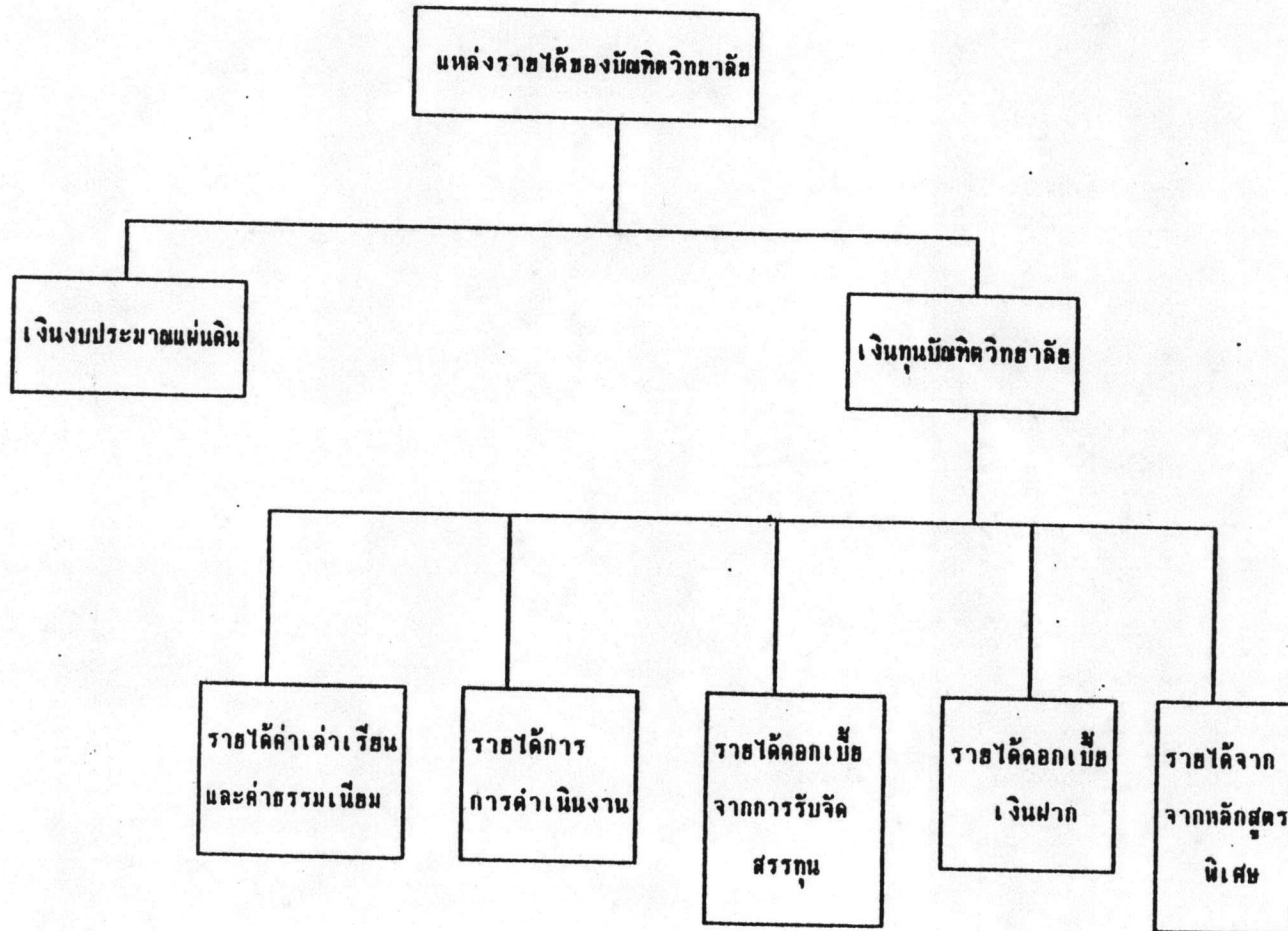 แหล่งรายได้ของบัณฑิตวิทยาลัย
เงินงบประมาณแผ่นดิน
เงินทุนบัณฑิตวิทยาลัย
รายได้ค่าเล่าเรียน
และค่าธรรมเนียม
รายได้การ
การดำเนินงาน
รายได้ดอกเบี้ย
จากการรับจัด
สรรทุน
รายได้ดอกเบี้ย
เงินฝาก
รายได้จาก
จากหลักสูตร
พิเศษ